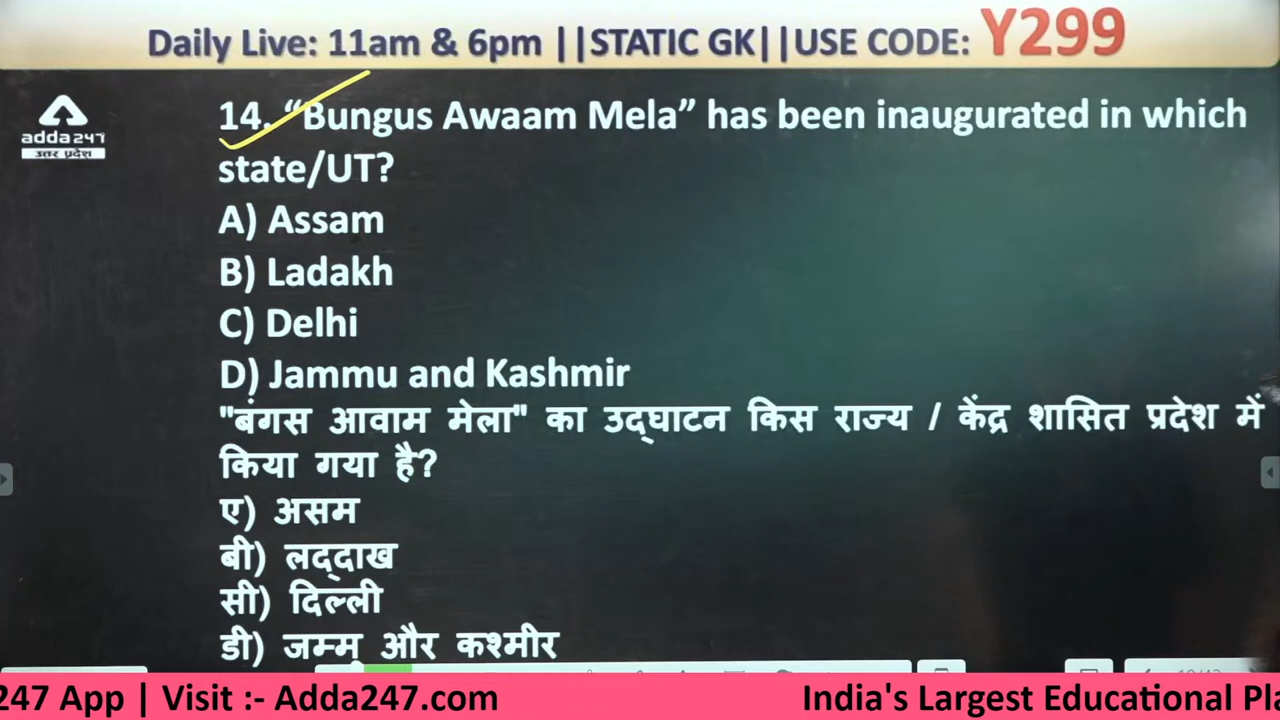 Daily Live: 11am & 6pm ||STATIC GK||USE CODE: Y299
adda247
उत्तर प्रदेश
14. “Bungus Awaam Mela” has been inaugurated in which
state/UT?
A) Assam
B) Ladakh
C) Delhi
D) Jammu and Kashmir
"बंगस आवाम मेला" का उद्घाटन किस राज्य / केंद्र शासित प्रदेश में
किया गया है?
ए) असम
बी) लद्दाख
सी) दिल्ली
डी) जम्मू और कश्मीर
247 App | Visit :- Adda247.com India's Largest Educational Pla